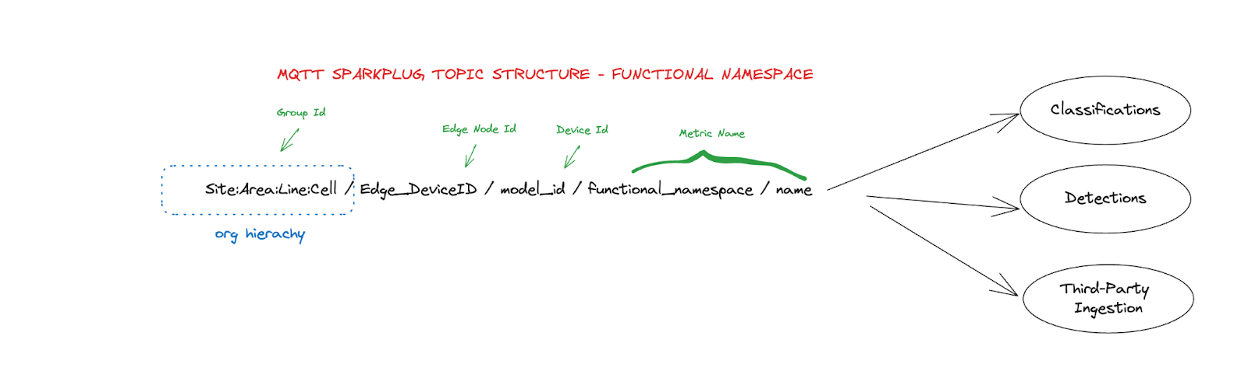 MQTT SPARKPLUG, TOPIC STRUCTURE - FUNCTIONAL NAMESPACE
Group Id
Edge Node Id
Device Id
Metric Name
Site:Area:Line:Cell / Edge_DeviceID / model_id / functional_namespace / name
org hierachy
Classifications
Detections
Third-Party
Ingestion